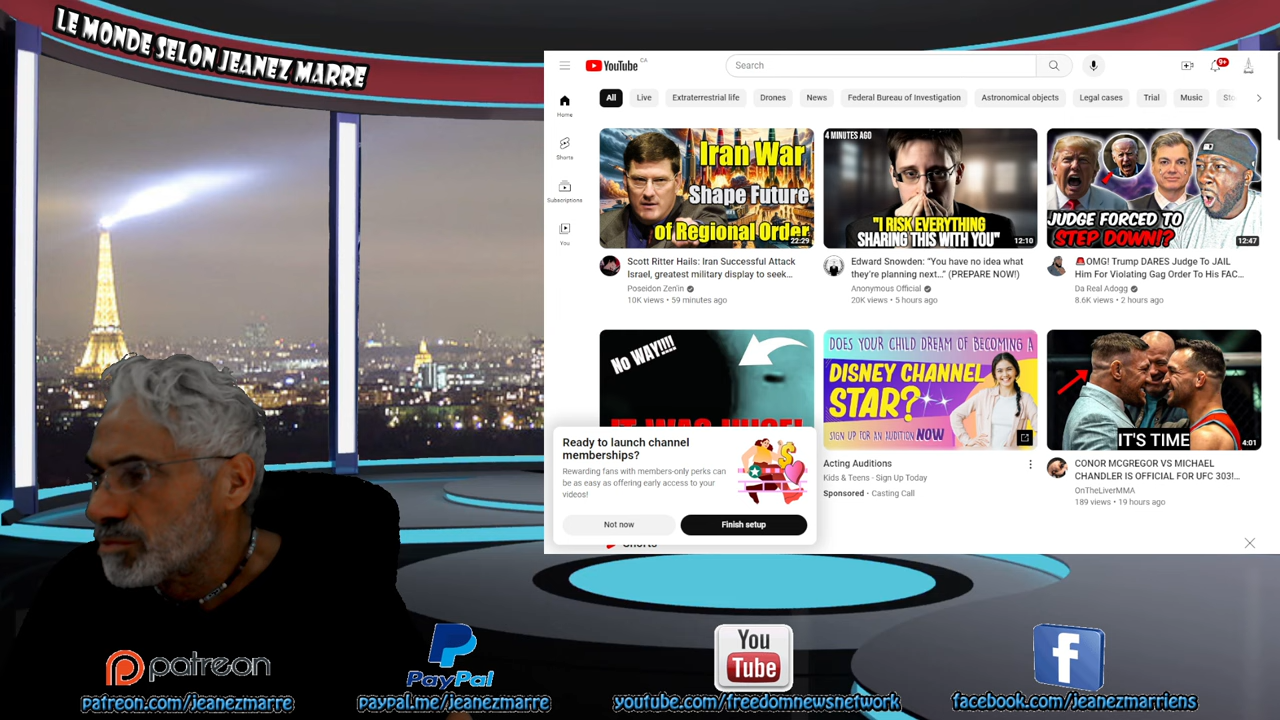 LE MONDE SELON JEANEZ MARRE
YouTube CA
Search
9+
All Live Extraterrestrial life Drones News Federal Bureau of Investigation Astronomical objects Legal cases Trial Music
Home
Shorts
Subscriptions
You
Iran War
Shape Future
of Regional Order
22:29
Scott Ritter Hails: Iran Successful Attack
Israel, greatest military display to seek...
Poseidon Zen'in
10K views • 59 minutes ago
4 MINUTES AGO
"I RISK EVERYTHING
SHARING THIS WITH YOU"
12:10
Edward Snowden: "You have no idea what
they're planning next..." (PREPARE NOW!)
Anonymous Official
20K views • 5 hours ago
JUDGE FORCED TO
STEP DOWN!?
12:47
🚨OMG! Trump DARES Judge To JAIL
Him For Violating Gag Order To His FAC...
Da Real Adogg
8.6K views • 2 hours ago
NO WAY!!!!
IT WAS HUGE!
DOES YOUR CHILD DREAM OF BECOMING A
DISNEY CHANNEL
STAR?
SIGN UP FOR AN AUDITION NOW
Acting Auditions
Kids & Teens · Sign Up Today
Sponsored • Casting Call
IT'S TIME
4:01
CONOR MCGREGOR VS MICHAEL
CHANDLER IS OFFICIAL FOR UFC 303!...
OnTheLiverMMA
189 views • 19 hours ago
Ready to launch channel
memberships?
Rewarding fans with members-only perks can
be as easy as offering early access to your
videos!
Not now
Finish setup
Shorts
patreon
patreon.com/jeanezmarre
PayPal
paypal.me/jeanezmarre
You
Tube
youtube.com/freedomnewsnetwork
facebook.com/jeanezmarriens